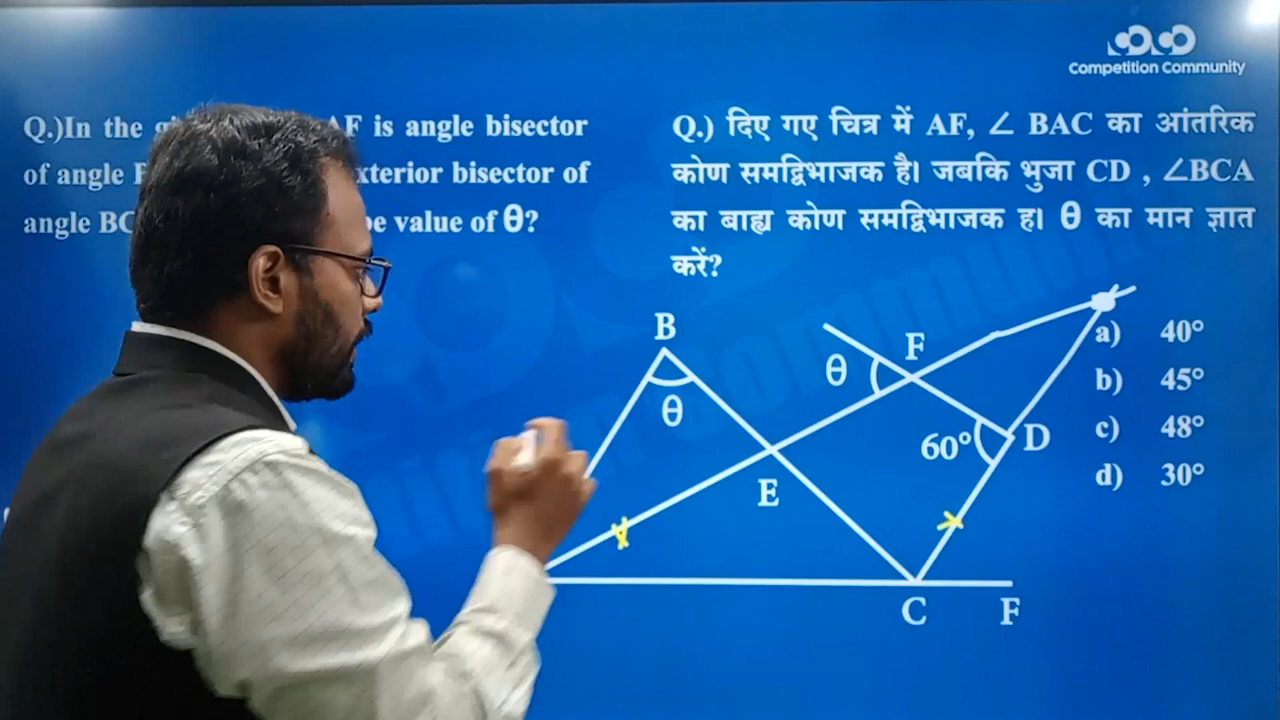 Competition Community
Q.)In the AF is angle bisector
of angle exterior bisector of
angle BC value of θ?
Q.) दिए गए चित्र में AF, ∠ BAC का आंतरिक
कोण समद्विभाजक है। जबकि भुजा CD , ∠BCA
का बाह्य कोण समद्विभाजक ह। θ का मान ज्ञात
करें?
B
θ
θ
F
60°
D
E
C
F
a) 40°
b) 45°
c) 48°
d) 30°